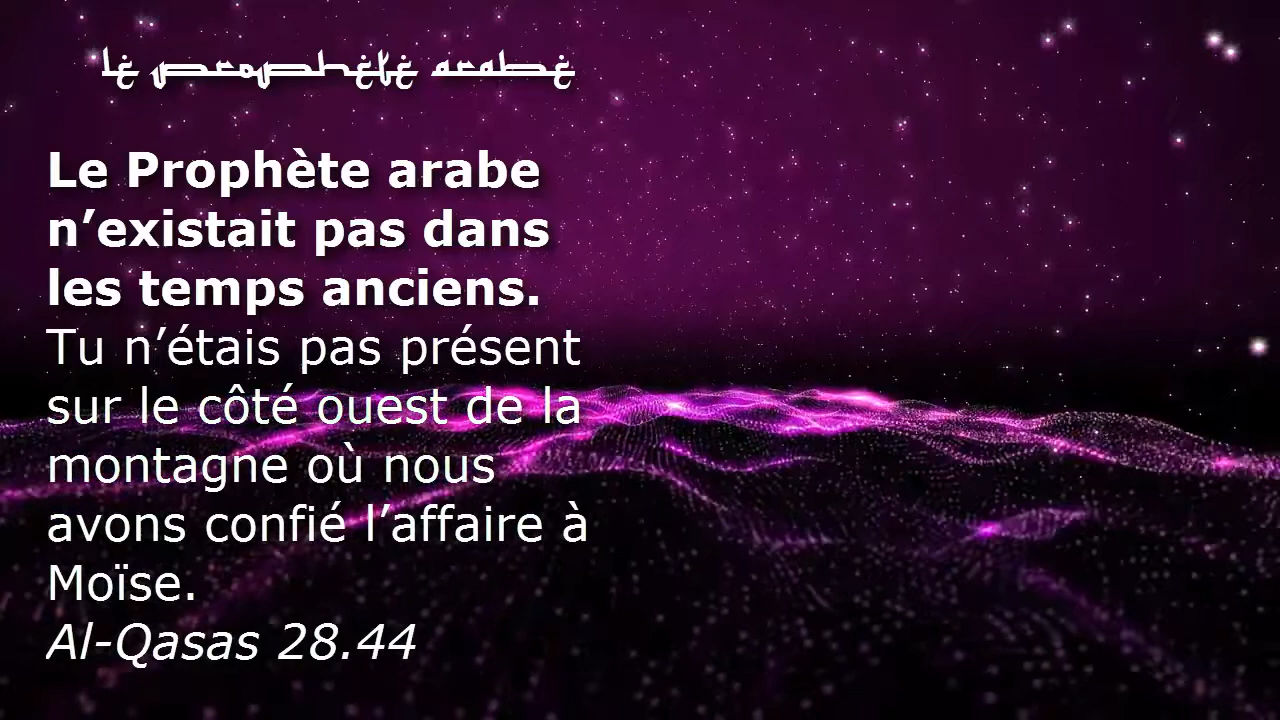 le prophète arabe
Le Prophète arabe
n’existait pas dans
les temps anciens.
Tu n’étais pas présent
sur le côté ouest de la
montagne où nous
avons confié l’affaire à
Moïse.
Al-Qasas 28.44